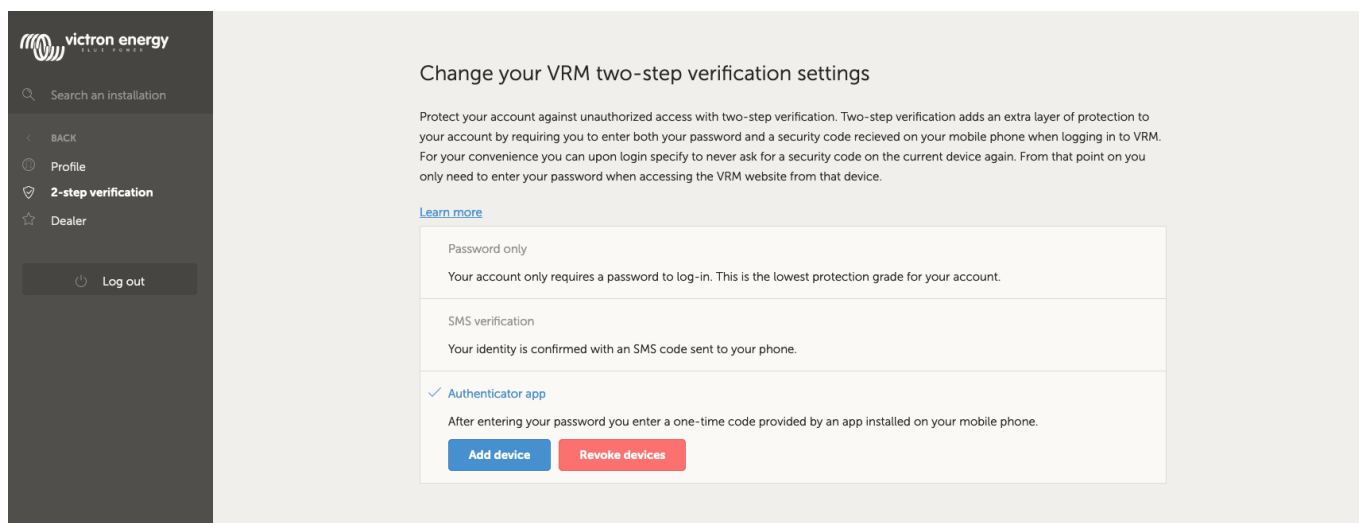 victron energy
BLUE POWER
Search an installation
BACK
Profile
2-step verification
Dealer
Log out
Change your VRM two-step verification settings
Protect your account against unauthorized access with two-step verification. Two-step verification adds an extra layer of protection to
your account by requiring you to enter both your password and a security code recieved on your mobile phone when logging in to VRM.
For your convenience you can upon login specify to never ask for a security code on the current device again. From that point on you
only need to enter your password when accessing the VRM website from that device.
Learn more
Password only
Your account only requires a password to log-in. This is the lowest protection grade for your account.
SMS verification
Your identity is confirmed with an SMS code sent to your phone.
Authenticator app
After entering your password you enter a one-time code provided by an app installed on your mobile phone.
Add device
Revoke devices